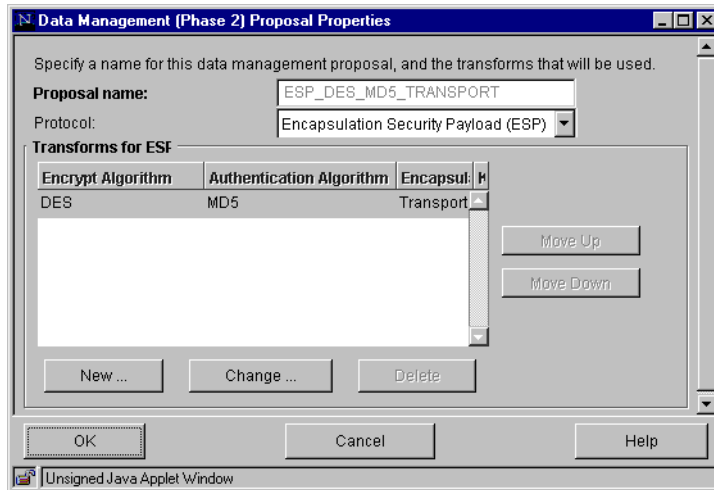 Data Management (Phase 2) Proposal Properties
Specify a name for this data management proposal, and the transforms that will be used.
Proposal name: ESP_DES_MD5_TRANSPORT
Protocol: Encapsulation Security Payload (ESP)
Transforms for ESP
Encrypt Algorithm Authentication Algorithm Encapsul
DES MD5 Transport
Move Up
Move Down
New ... Change ... Delete
OK Cancel Help
Unsigned Java Applet Window